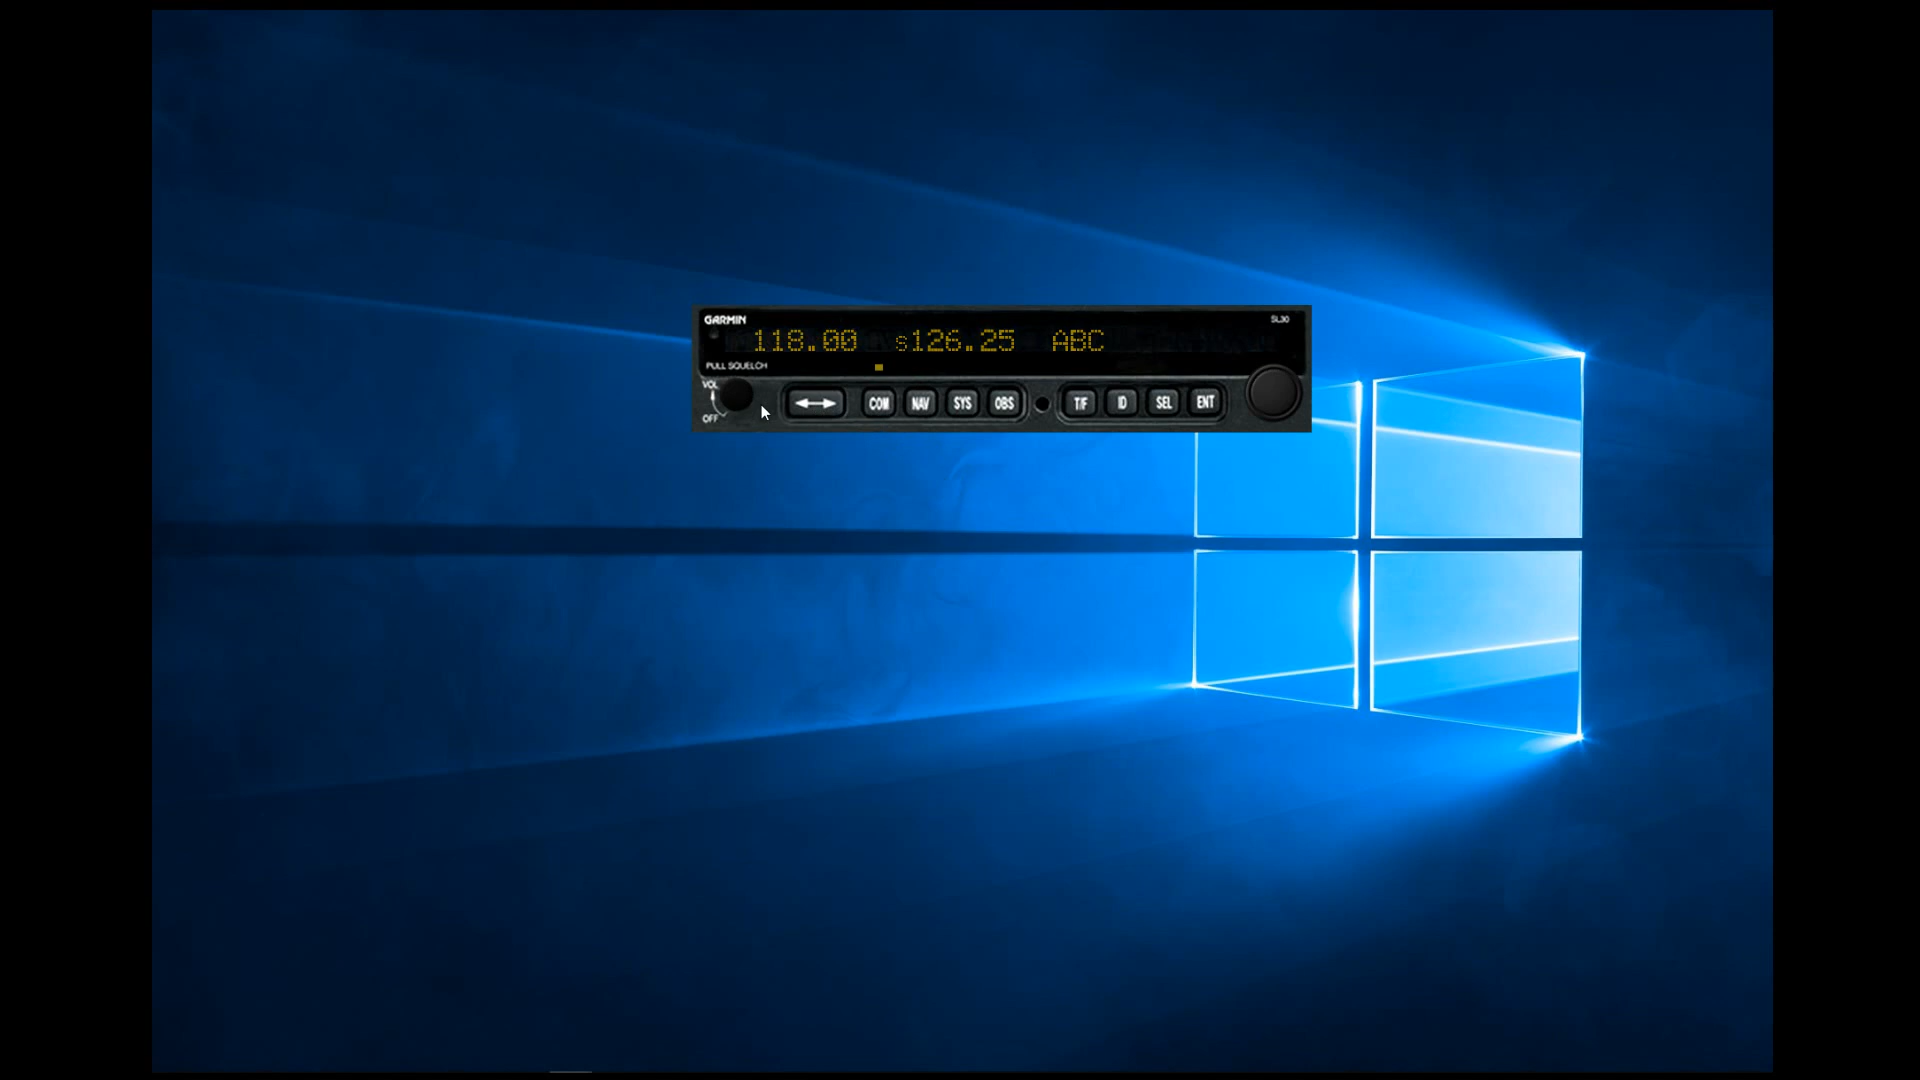 GARMIN
SL30
118.00 s126.25 ABC
PULL SQUELCH
VOL
OFF
COM NAV SYS OBS T/F ID SEL ENT